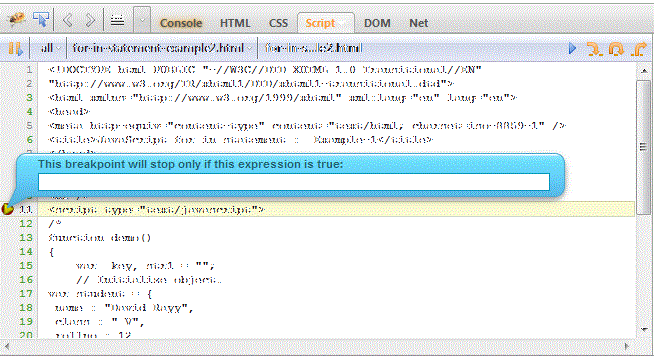 Console HTML CSS Script DOM Net
all for-in-statement-example2.html for-in-s...le2.html
1 <!DOCTYPE html PUBLIC "-//W3C//DTD XHTML 1.0 Transitional//EN"
2 "http://www.w3.org/TR/xhtml1/DTD/xhtml1-transitional.dtd">
3 <html xmlns="http://www.w3.org/1999/xhtml" xml:lang="en" lang="en">
4 <head>
5 <meta http-equiv="content-type" content="text/html; charset=iso-8859-1" />
6 <title>JavaScript for in statement : Example-1</title>
7 </head>
This breakpoint will stop only if this expression is true:
11 <script type="text/javascript">
12 /*
13 function demo()
14 {
15 var key, stu1 = "";
16 // Initialize object.
17 var student = {
18 name : "David Rayy",
19 class : " V",
20 rollno : 12